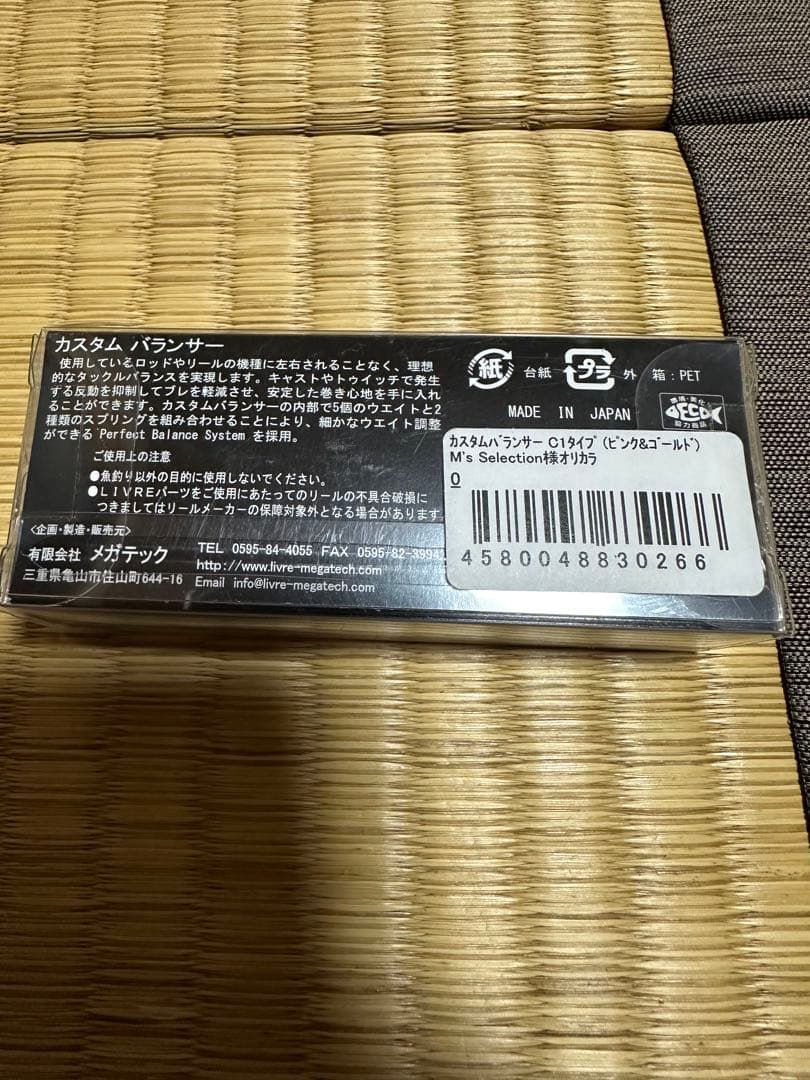 カスタム バランサー
使用しているロッドやリールの機種に左右されることなく、理想
的なタックルバランスを実現します。キャストやトゥイッチで発生
する反動を抑制してブレを軽減させ、安定した巻き心地を手に入れ
ることができます。カスタムバランサーの内部で5個のウエイトと2
種類のスプリングを組み合わせることにより、細かなウエイト調整
ができる Perfect Balance System を採用。
ご使用上の注意
●魚釣り以外の目的に使用しないでください。
●LIVREパーツをご使用にあたってのリールの不具合破損に
つきましてはリールメーカーの保障対象外となる場合があります
<企画・製造・販売元>
有限会社 メガテック
三重県亀山市住山町644-16
TEL 0595-84-4055 FAX 0595-82-3994
http://www.livre-megatech.com
Email info@livre-megatech.com
紙 台紙 プラ 外 箱：PET
MADE IN JAPAN
環境・美化
ECO
協力商品
ｶｽﾀﾑﾊﾞﾗﾝｻｰ C1ﾀｲﾌﾟ (ﾋﾟﾝｸ&ｺﾞｰﾙﾄﾞ)
M's Selection様ｵﾘｶﾗ
0
4580048830266